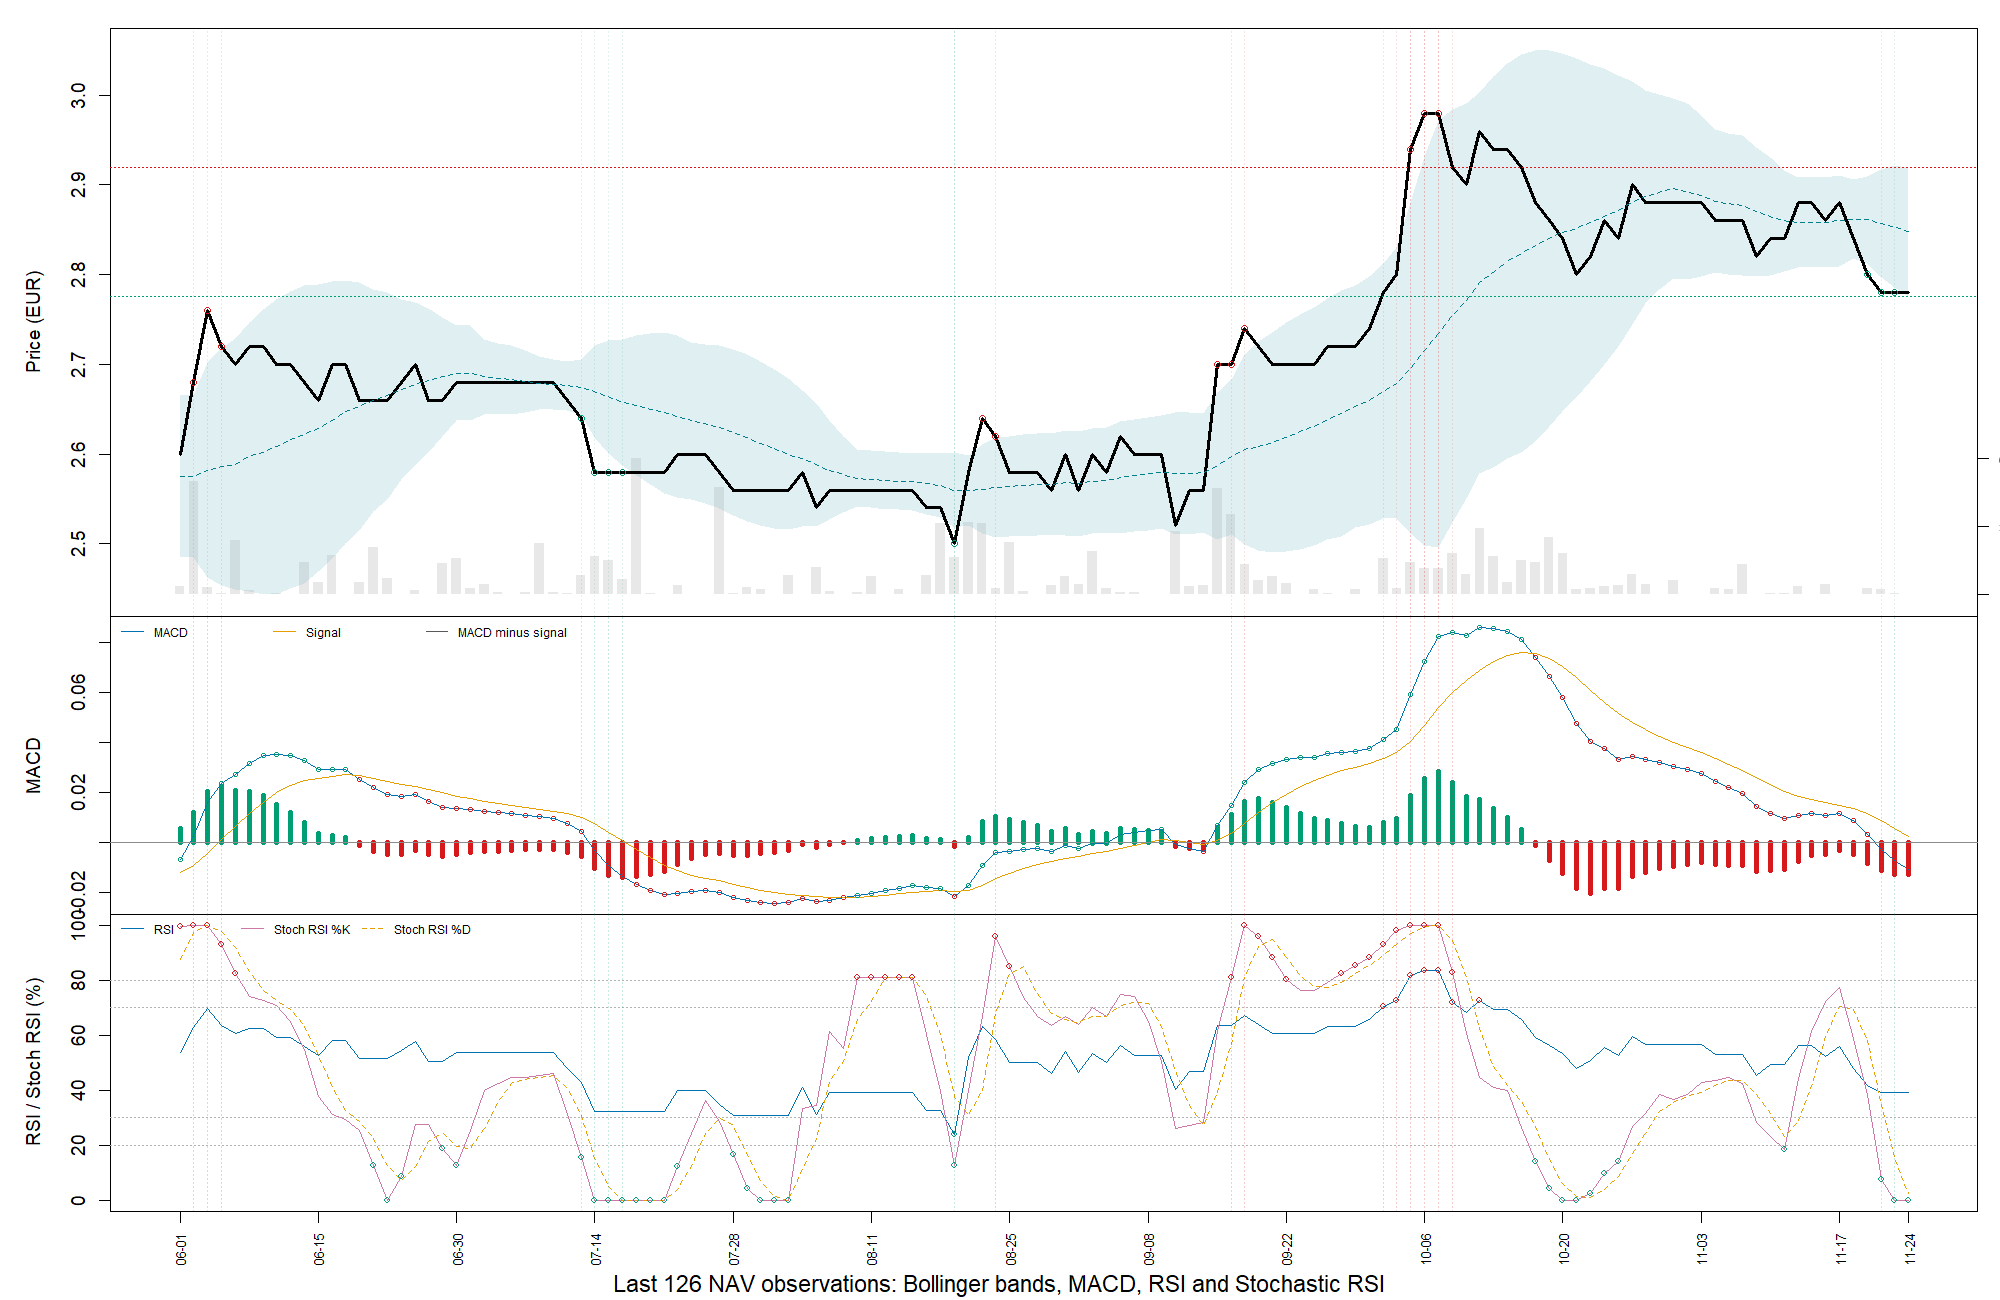 3.0
2.9
2.8
2.7
2.6
2.5
Price (EUR)
MACD
Signal
MACD minus signal
0.06
0.02
-0.02
MACD
RSI
Stoch RSI %K
Stoch RSI %D
100
80
60
40
20
0
RSI / Stoch RSI (%)
06-01
06-15
06-30
07-14
07-28
08-11
08-25
09-08
09-22
10-06
10-20
11-03
11-17
11-24
Last 126 NAV observations: Bollinger bands, MACD, RSI and Stochastic RSI